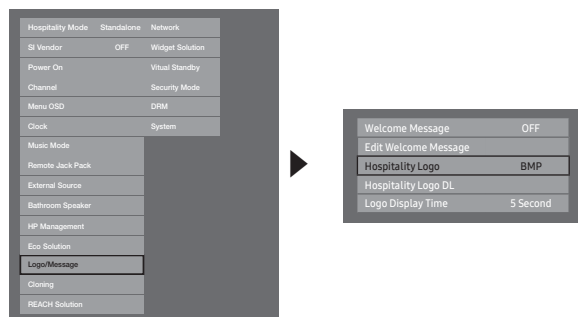 Hospitality Mode Standalone Network
SI Vendor OFF Widget Solution
Power On Vitual Standby
Channel Security Mode
Menu OSD DRM
Clock System
Music Mode
Remote Jack Pack
External Source
Bathroom Speaker
HP Management
Eco Solution
Logo/Message
Cloning
REACH Solution
Welcome Message OFF
Edit Welcome Message
Hospitality Logo BMP
Hospitality Logo DL
Logo Display Time 5 Second